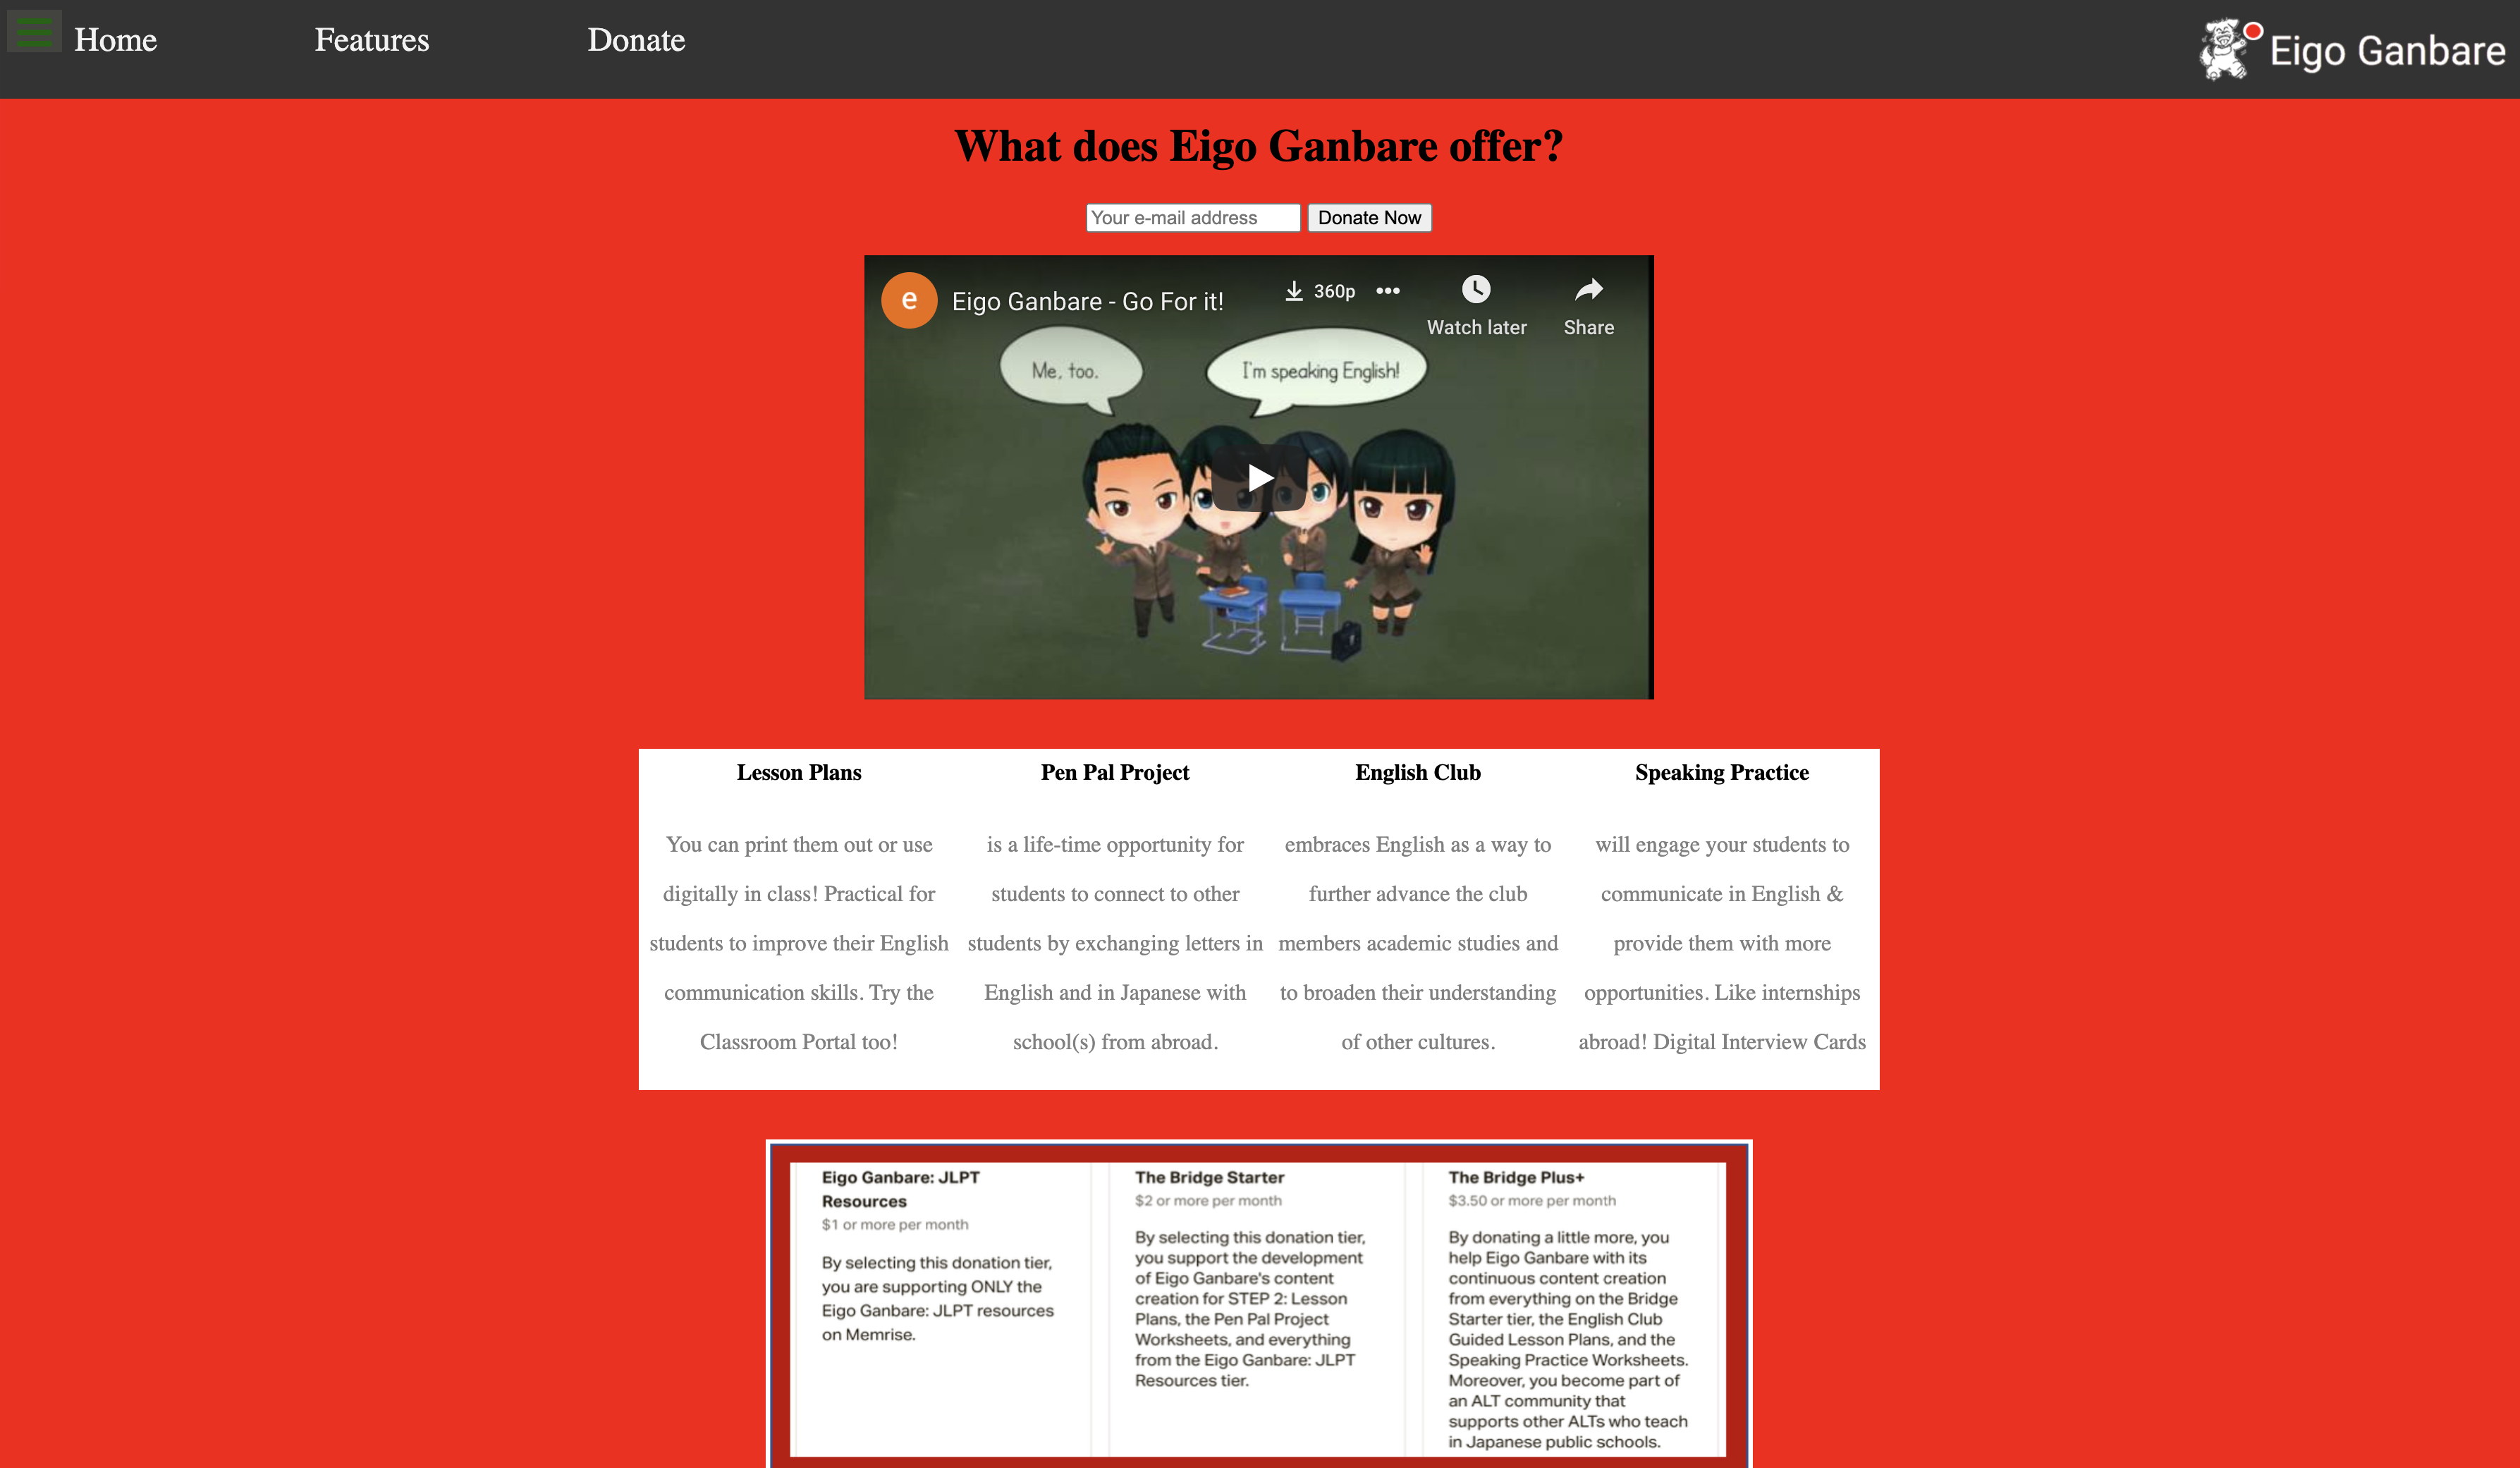 Home
Features
Donate
Eigo Ganbare
What does Eigo Ganbare offer?
Your e-mail address
Donate Now
e
Eigo Ganbare - Go For it!
360p
Watch later
Share
Me, too.
I'm speaking English!
Lesson Plans
You can print them out or use
digitally in class! Practical for
students to improve their English
communication skills. Try the
Classroom Portal too!
Pen Pal Project
is a life-time opportunity for
students to connect to other
students by exchanging letters in
English and in Japanese with
school(s) from abroad.
English Club
embraces English as a way to
further advance the club
members academic studies and
to broaden their understanding
of other cultures.
Speaking Practice
will engage your students to
communicate in English &
provide them with more
opportunities. Like internships
abroad! Digital Interview Cards
Eigo Ganbare: JLPT
Resources
$1 or more per month
By selecting this donation tier,
you are supporting ONLY the
Eigo Ganbare: JLPT resources
on Memrise.
The Bridge Starter
$2 or more per month
By selecting this donation tier,
you support the development
of Eigo Ganbare's content
creation for STEP 2: Lesson
Plans, the Pen Pal Project
Worksheets, and everything
from the Eigo Ganbare: JLPT
Resources tier.
The Bridge Plus+
$3.50 or more per month
By donating a little more, you
help Eigo Ganbare with its
continuous content creation
from everything on the Bridge
Starter tier, the English Club
Guided Lesson Plans, and the
Speaking Practice Worksheets.
Moreover, you become part of
an ALT community that
supports other ALTs who teach
in Japanese public schools.